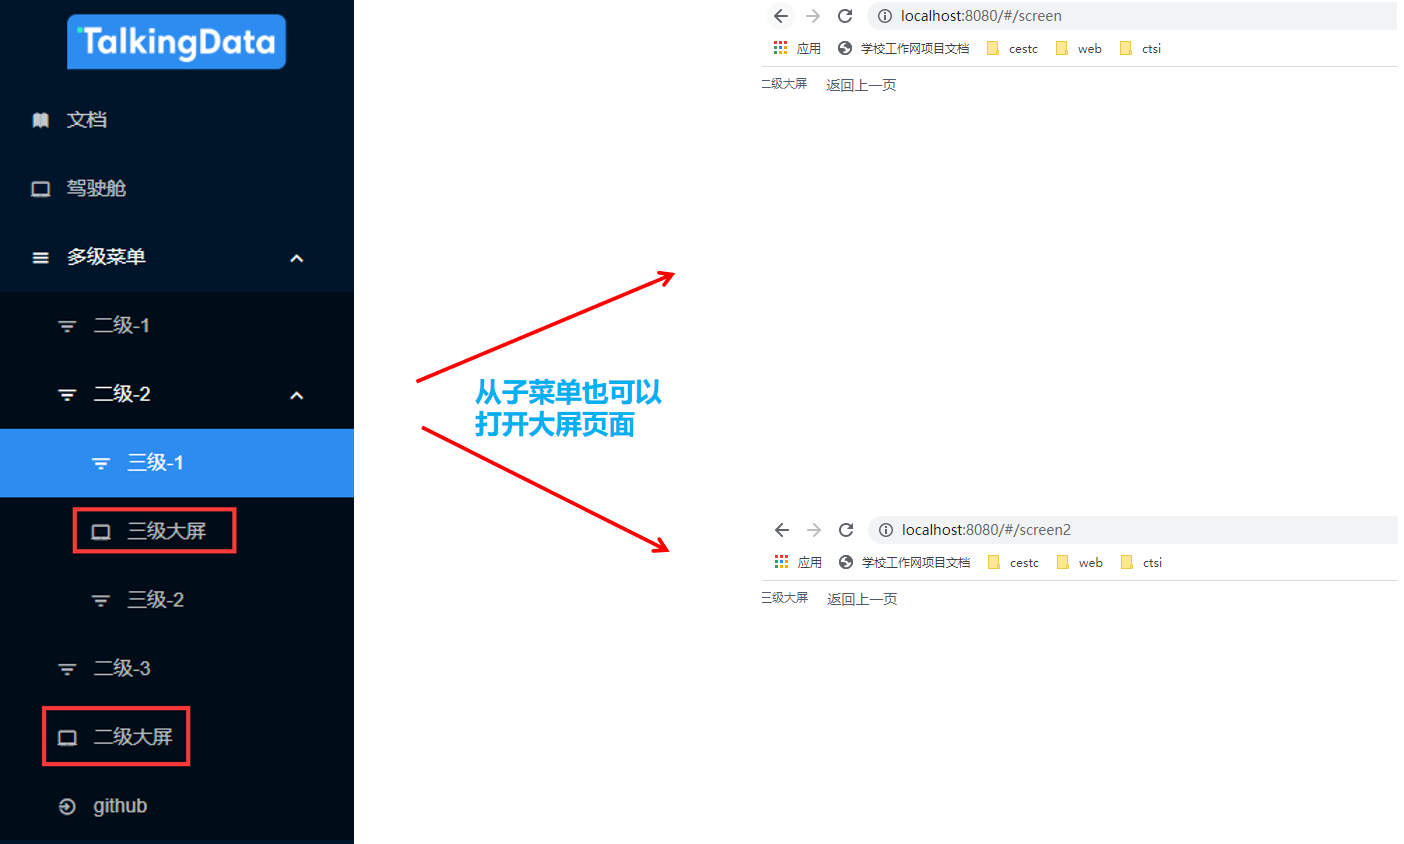 TalkingData
文档
驾驶舱
多级菜单
二级-1
二级-2
三级-1
三级大屏
三级-2
二级-3
二级大屏
github
从子菜单也可以
打开大屏页面
localhost:8080/#/screen
应用 学校工作网项目文档 cestc web ctsi
二级大屏 返回上一页
localhost:8080/#/screen2
应用 学校工作网项目文档 cestc web ctsi
三级大屏 返回上一页